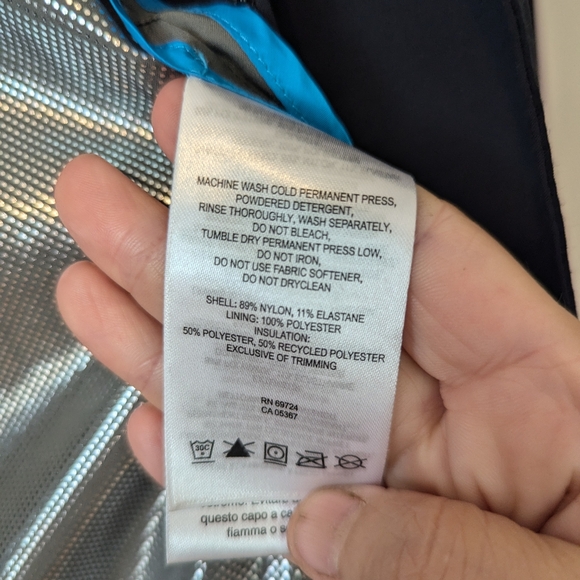 MACHINE WASH COLD PERMANENT PRESS,
POWDERED DETERGENT,
RINSE THOROUGHLY, WASH SEPARATELY,
DO NOT BLEACH,
TUMBLE DRY PERMANENT PRESS LOW,
DO NOT IRON,
DO NOT USE FABRIC SOFTENER,
DO NOT DRYCLEAN
SHELL: 89% NYLON, 11% ELASTANE
LINING: 100% POLYESTER
INSULATION:
50% POLYESTER, 50% RECYCLED POLYESTER
EXCLUSIVE OF TRIMMING
RN 69724
CA 05367
30C
questo capo a
fiamma o